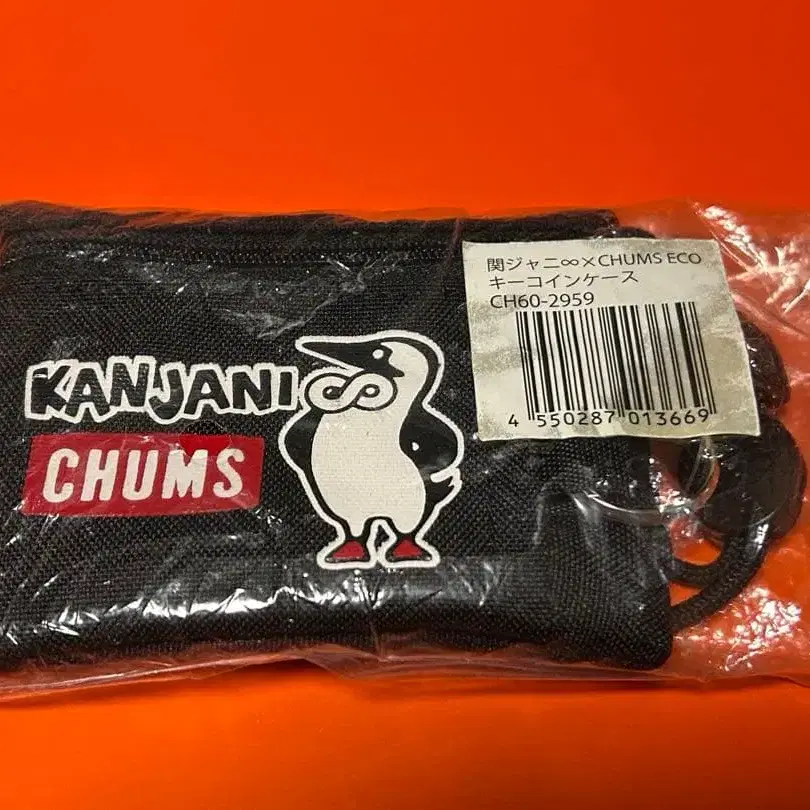 関ジャニ∞×CHUMS ECO
キーコインケース
CH60-2959
4 550287 013669
KANJANI∞
CHUMS